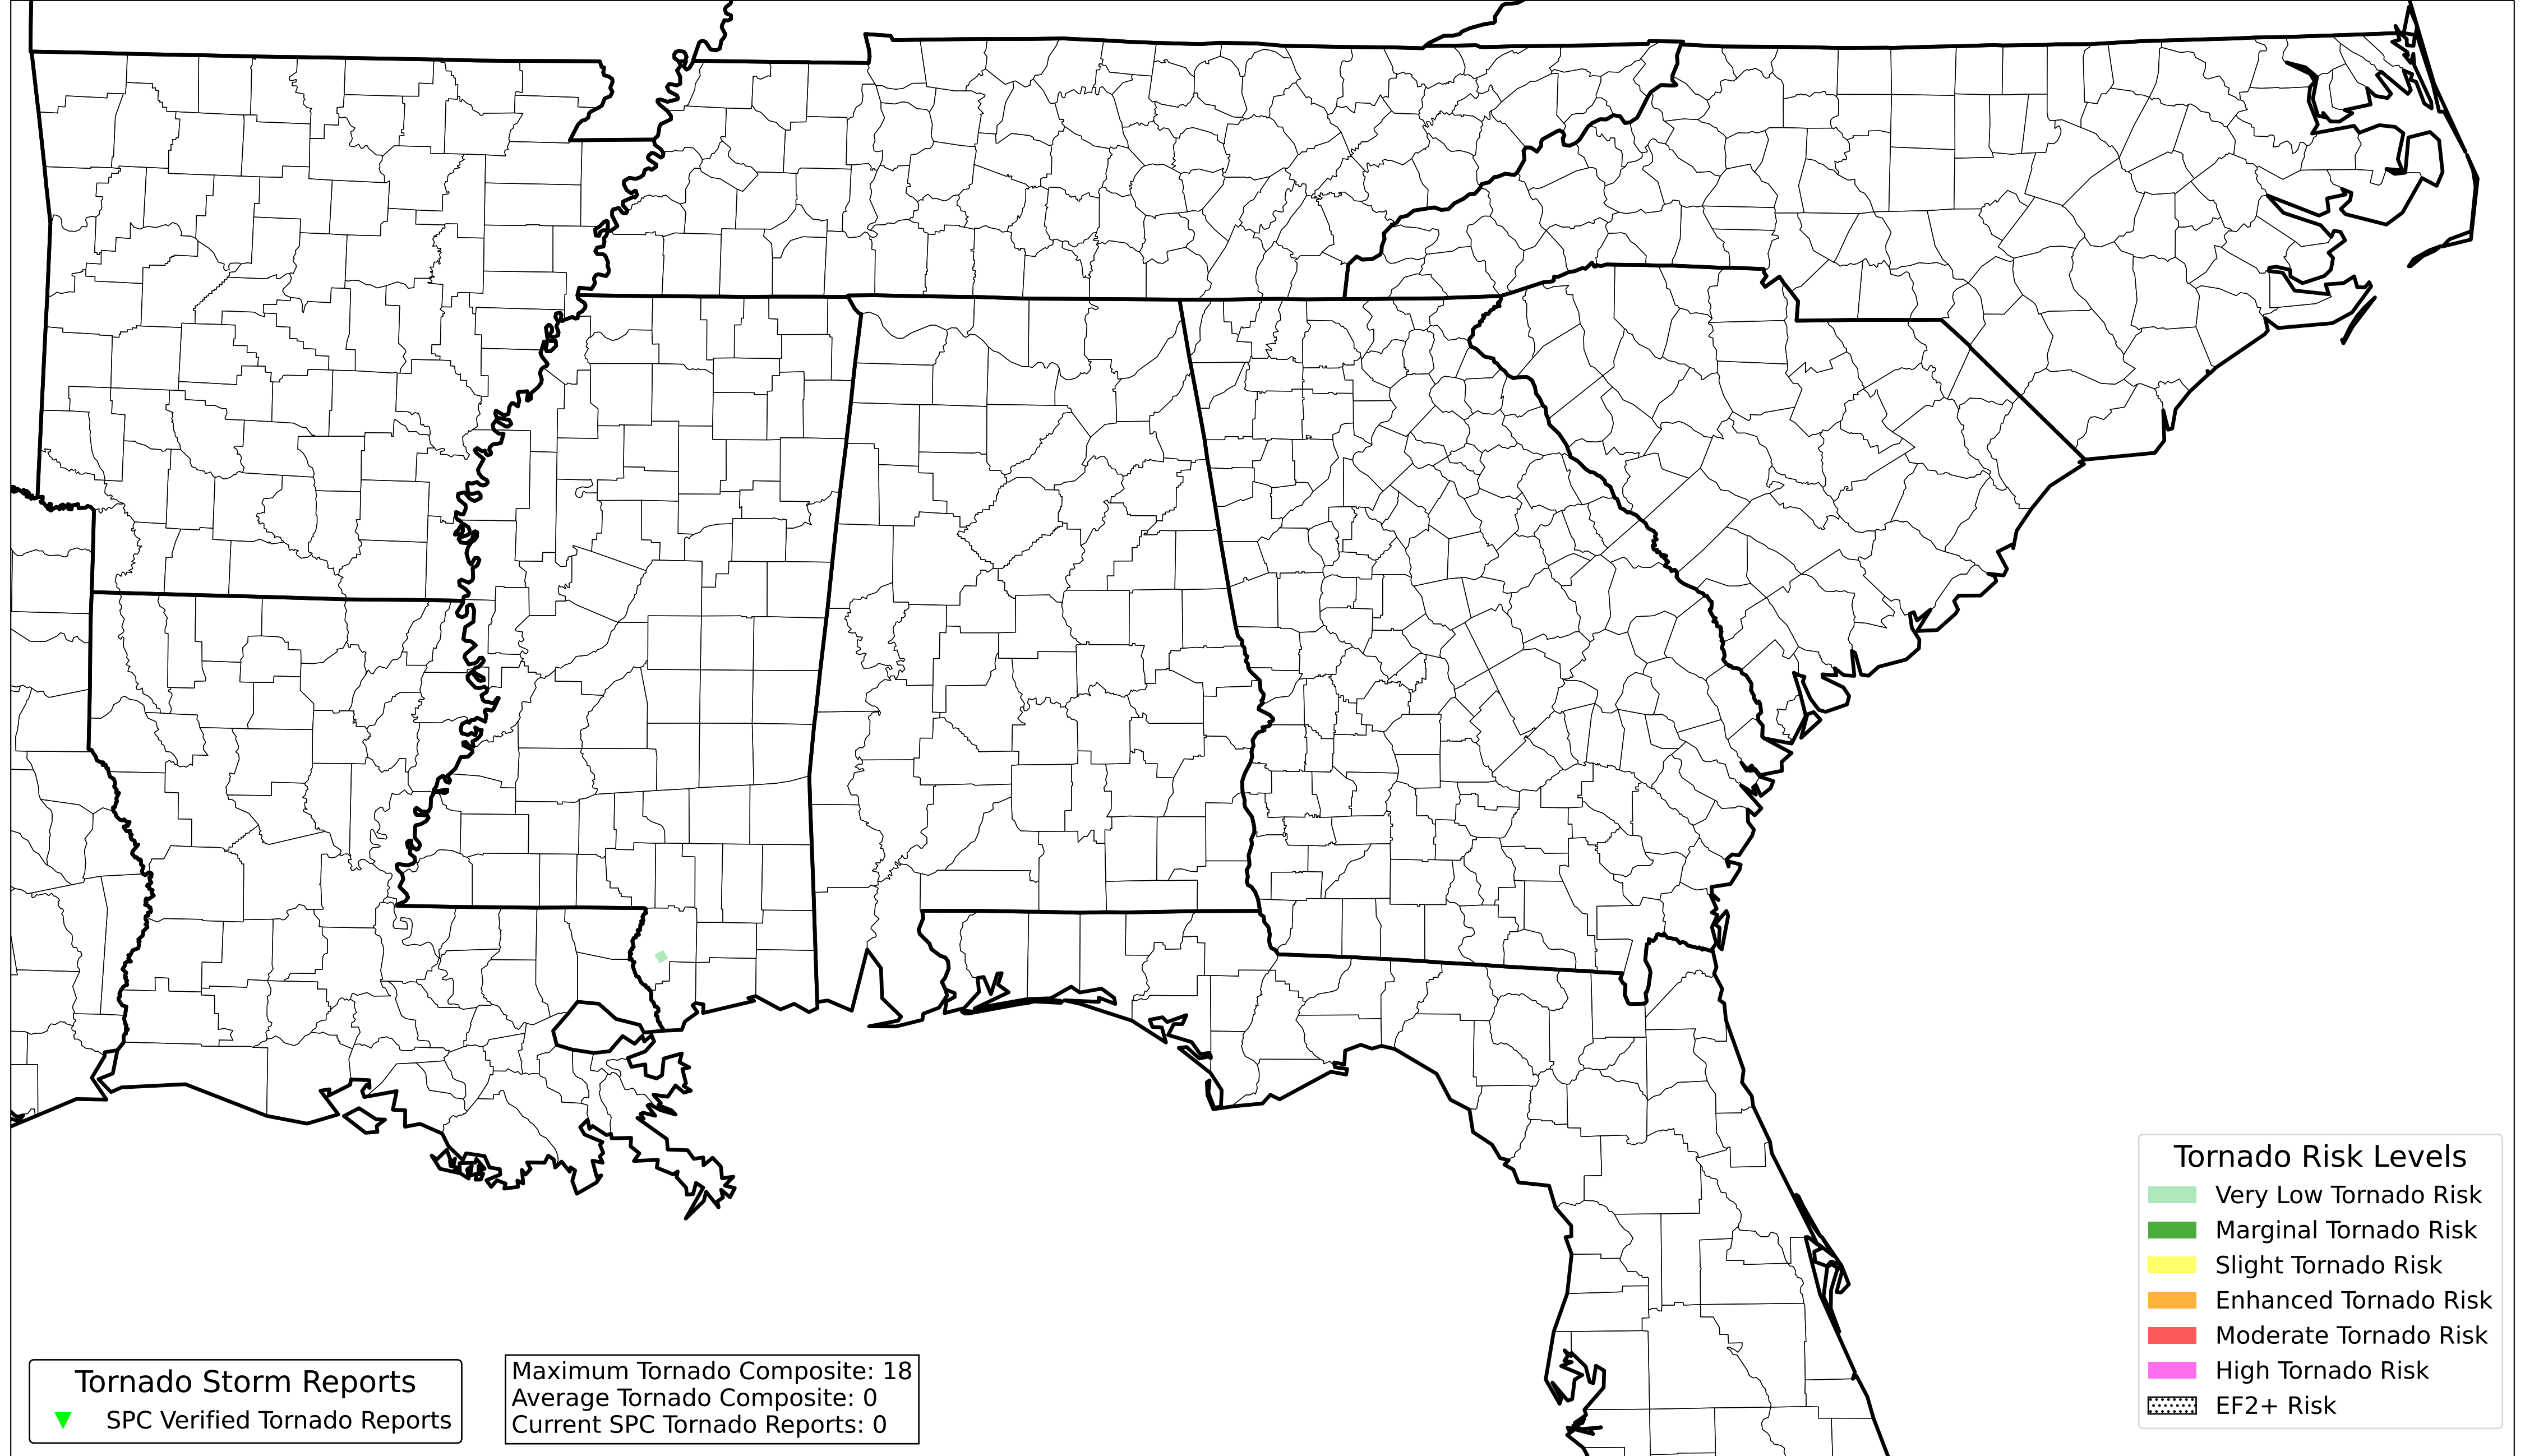 Tornado Risk Levels
Very Low Tornado Risk
Marginal Tornado Risk
Slight Tornado Risk
Enhanced Tornado Risk
Moderate Tornado Risk
High Tornado Risk
EF2+ Risk
Tornado Storm Reports
SPC Verified Tornado Reports
Maximum Tornado Composite: 18
Average Tornado Composite: 0
Current SPC Tornado Reports: 0